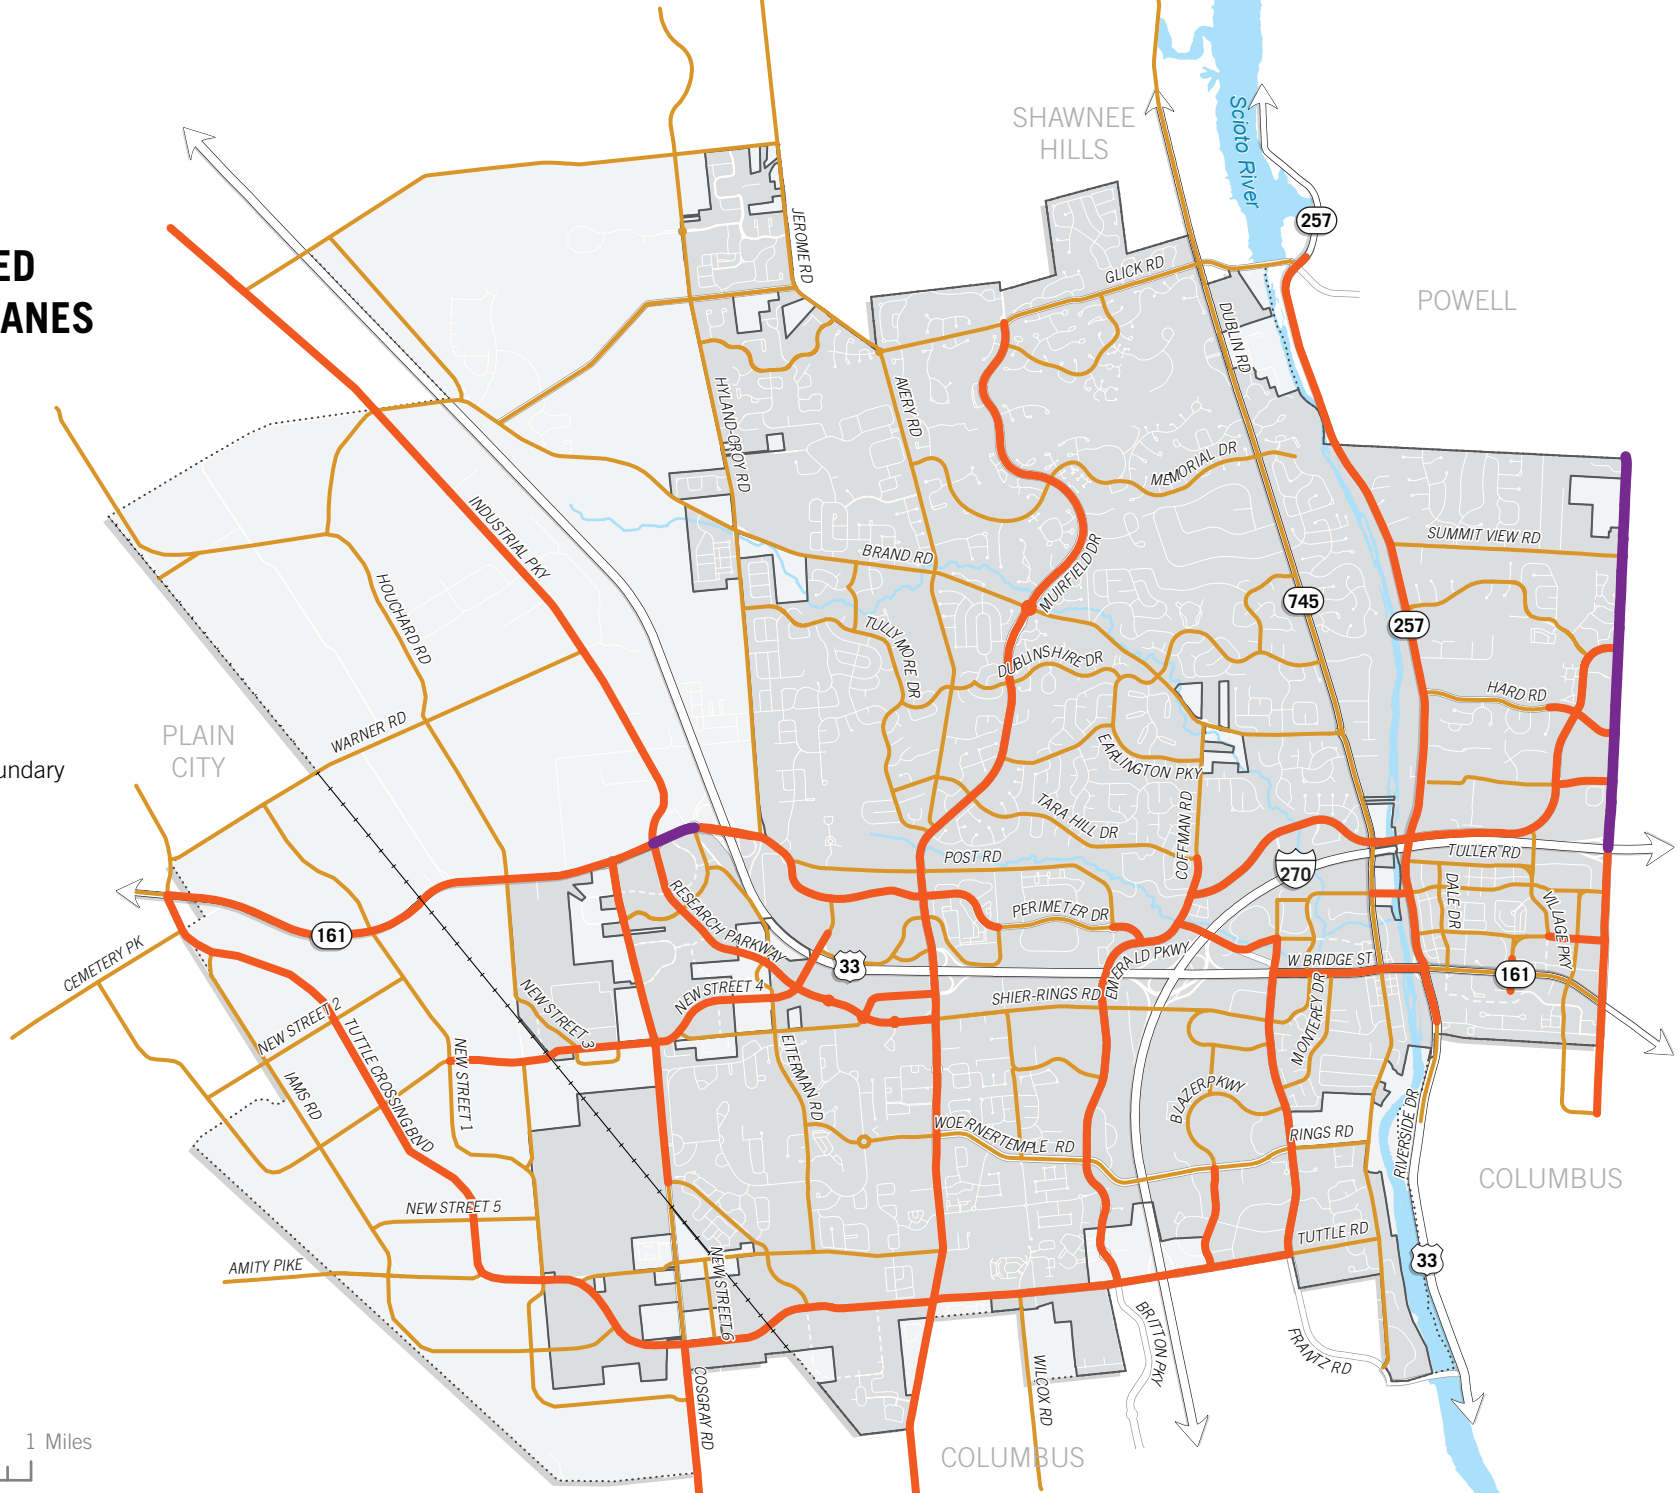 SHAWNEE
HILLS
Scioto River
257
JEROME RD
ED
GLICK RD
POWELL
ANES
DUBLIN RD
HYLAND-CROY RD
AVERY RD
MEMORIAL DR
INDUSTRIAL PKY
SUMMIT VIEW RD
BRAND RD
MUIRFIELD DR
HOUCHARD RD
745
257
TULLYMORE DR
DUBLINSHIRE DR
HARD RD
WARNER RD
PLAIN
CITY
EARLINGTON PKY
undary
TARA HILL DR
COFFMAN RD
POST RD
TULLER RD
270
RESEARCH PARKWAY
PERIMETER DR
DALE DR
VILLAGE PKY
161
CEMETERY PK
EMERALD PKWY
W BRIDGE ST
33
161
NEW STREET 4
SHIER-RINGS RD
NEW STREET 3
NEW STREET 2
MONTEREY DR
TUTTLE CROSSING BND
NEW STREET 1
EITERMAN RD
IAMS RD
BLAZER PKWY
RIVERSIDE DR
WOERNER TEMPLE RD
RINGS RD
COLUMBUS
NEW STREET 5
TUTTLE RD
AMITY PIKE
33
NEW STREET 6
BRITTON PKY
FRANTZ RD
WILCOX RD
COSGRAY RD
1 Miles
COLUMBUS